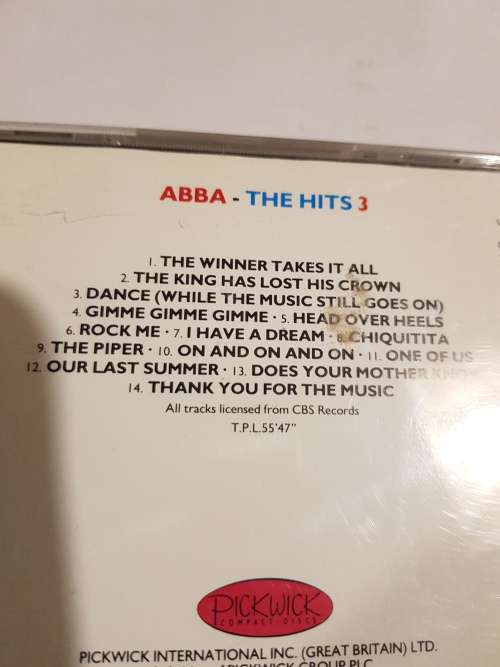 ABBA - THE HITS 3
1. THE WINNER TAKES IT ALL
2. THE KING HAS LOST HIS CROWN
3. DANCE (WHILE THE MUSIC STILL GOES ON)
4. GIMME GIMME GIMME · 5. HEAD OVER HEELS
6. ROCK ME · 7. I HAVE A DREAM · 8. CHIQUITITA
9. THE PIPER · 10. ON AND ON AND ON · 11. ONE OF US
12. OUR LAST SUMMER · 13. DOES YOUR MOTHER KNOW
14. THANK YOU FOR THE MUSIC
All tracks licensed from CBS Records
T.P.L.55'47"
PICKWICK
COMPACT·DISCS
PICKWICK INTERNATIONAL INC. (GREAT BRITAIN) LTD.
PICKWICK GROUP PLC